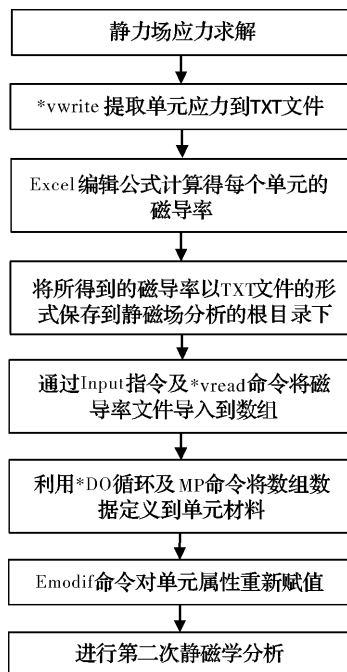 静力场应力求解
*vwrite 提取单元应力到TXT文件
Excel编辑公式计算得每个单元的
磁导率
将所得到的磁导率以TXT文件的形
式保存到静磁场分析的根目录下
通过Input指令及*vread命令将磁
导率文件导入到数组
利用*DO循环及MP命令将数组数
据定义到单元材料
Emodif命令对单元属性重新赋值
进行第二次静磁学分析